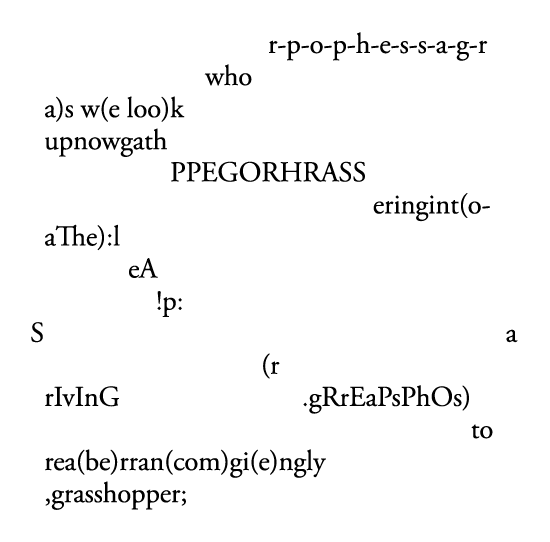 r-p-o-p-h-e-s-s-a-g-r
who
a)s w(e loo)k
upnowgath
PPEGORHRASS
eringint(o-
aThe):l
eA
!p:
S a
(r
rIvInG .gRrEaPsPhOs)
to
rea(be)rran(com)gi(e)ngly
,grasshopper;